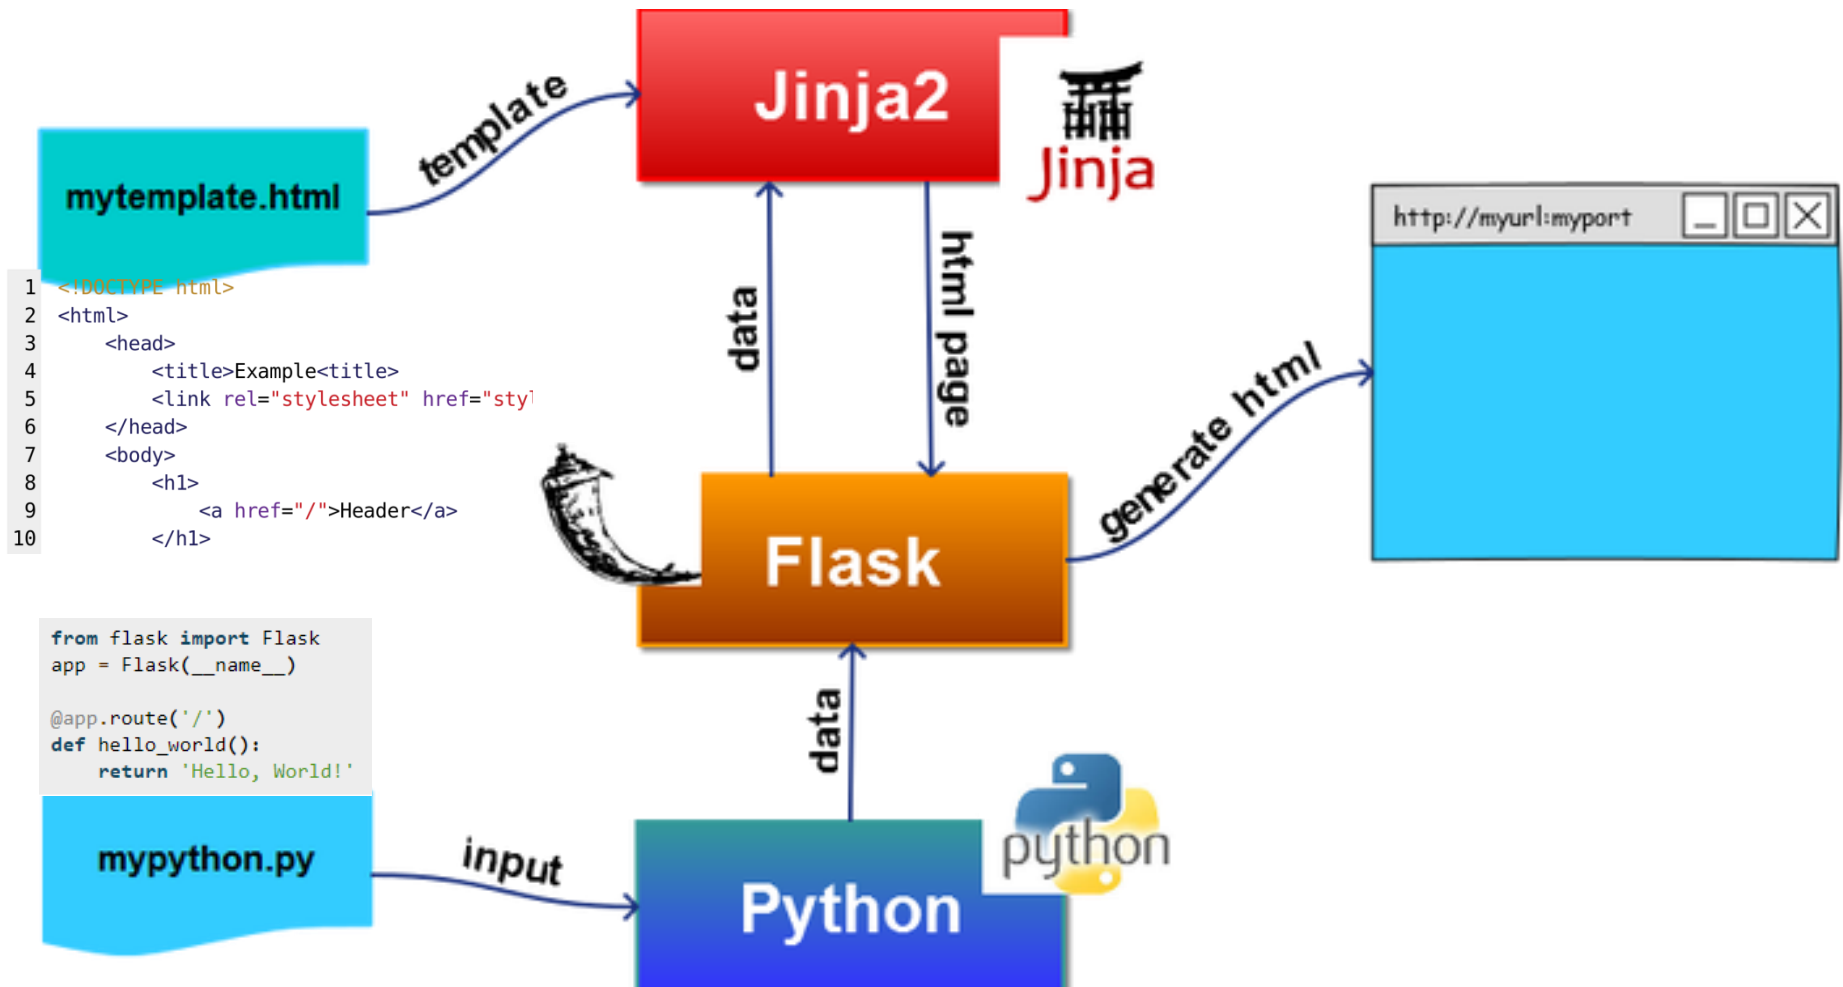 Jinja2
Jinja
template
mytemplate.html
http://myurl:myport
data
html page
1 <!DOCTYPE html>
2 <html>
3 <head>
4 <title>Example<title>
5 <link rel="stylesheet" href="styl
6 </head>
7 <body>
8 <h1>
9 <a href="/">Header</a>
10 </h1>
generate html
Flask
from flask import Flask
app = Flask(__name__)
@app.route('/')
def hello_world():
return 'Hello, World!'
data
mypython.py
input
python
Python